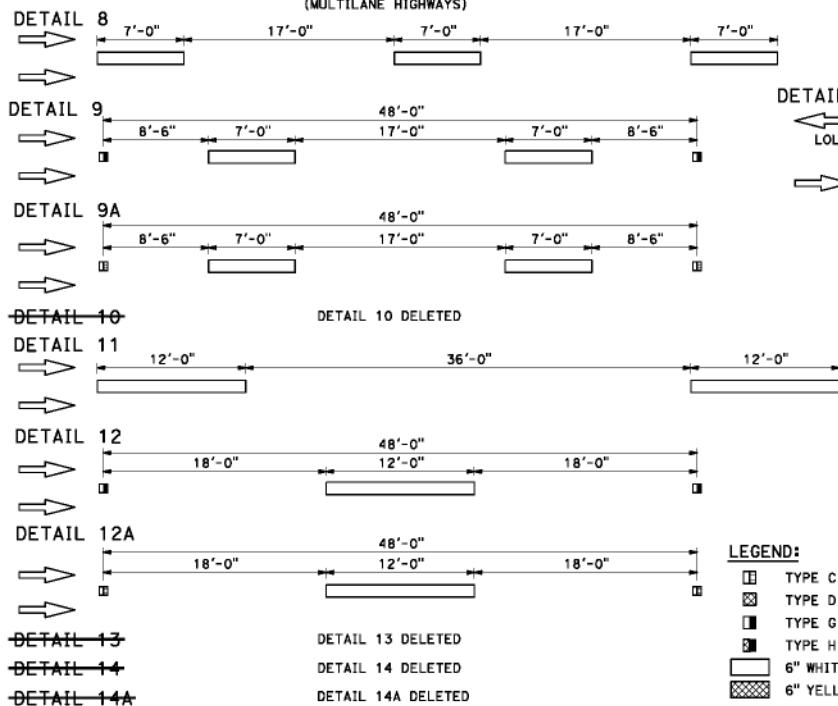 (MULTILANE HIGHWAYS)
DETAIL 8
7'-0" 17'-0" 7'-0" 17'-0" 7'-0"
DETAIL 9
48'-0"
8'-6" 7'-0" 17'-0" 7'-0" 8'-6"
DETAIL
LOL
DETAIL 9A
48'-0"
8'-6" 7'-0" 17'-0" 7'-0" 8'-6"
DETAIL 10 DETAIL 10 DELETED
DETAIL 11
12'-0" 36'-0" 12'-0"
DETAIL 12
48'-0"
18'-0" 12'-0" 18'-0"
DETAIL 12A
48'-0"
18'-0" 12'-0" 18'-0"
DETAIL 13 DETAIL 13 DELETED
DETAIL 14 DETAIL 14 DELETED
DETAIL 14A DETAIL 14A DELETED
LEGEND:
TYPE C
TYPE D
TYPE G
TYPE H
6" WHIT
6" YELL